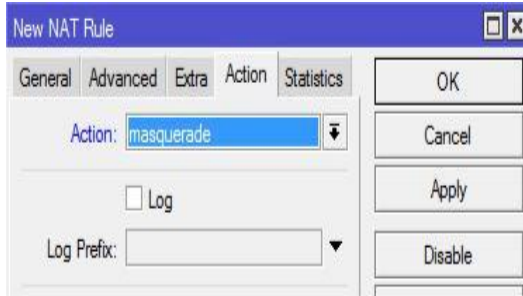 New NAT Rule
General Advanced Extra Action Statistics
OK
Action: masquerade
Cancel
Log
Apply
Log Prefix:
Disable